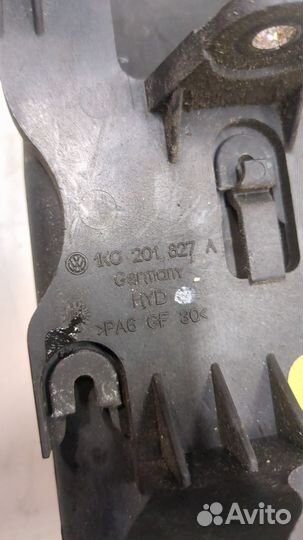 1K0 201 827 A
Germany
HYD
>PA6 GF 30<
Avito